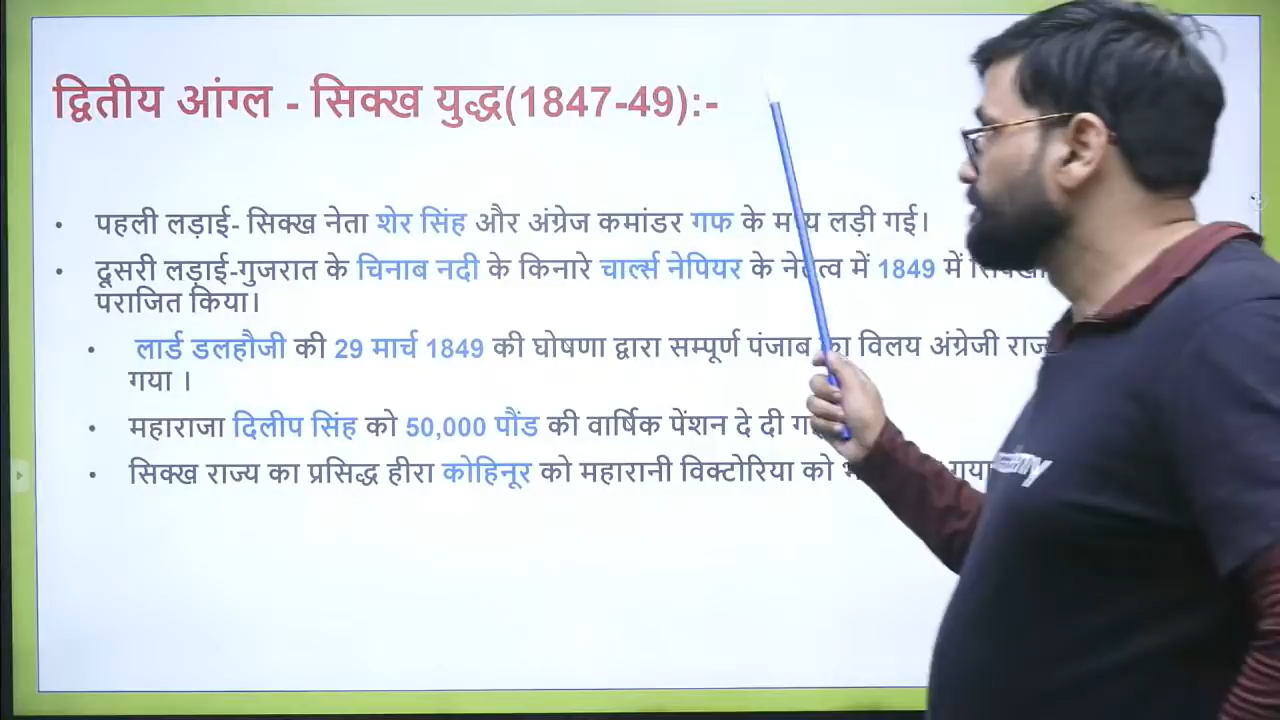 द्वितीय आंग्ल - सिक्ख युद्ध(1847-49):-
• पहली लड़ाई- सिक्ख नेता शेर सिंह और अंग्रेज कमांडर गफ के मध्य लड़ी गई।
• दूसरी लड़ाई-गुजरात के चिनाब नदी के किनारे चार्ल्स नेपियर के नेतृत्व में 1849 में
पराजित किया।
• लार्ड डलहौजी की 29 मार्च 1849 की घोषणा द्वारा सम्पूर्ण पंजाब का विलय अंग्रेजी
गया ।
• महाराजा दिलीप सिंह को 50,000 पौंड की वार्षिक पेंशन दे दी
• सिक्ख राज्य का प्रसिद्ध हीरा कोहिनूर को महारानी विक्टोरिया को